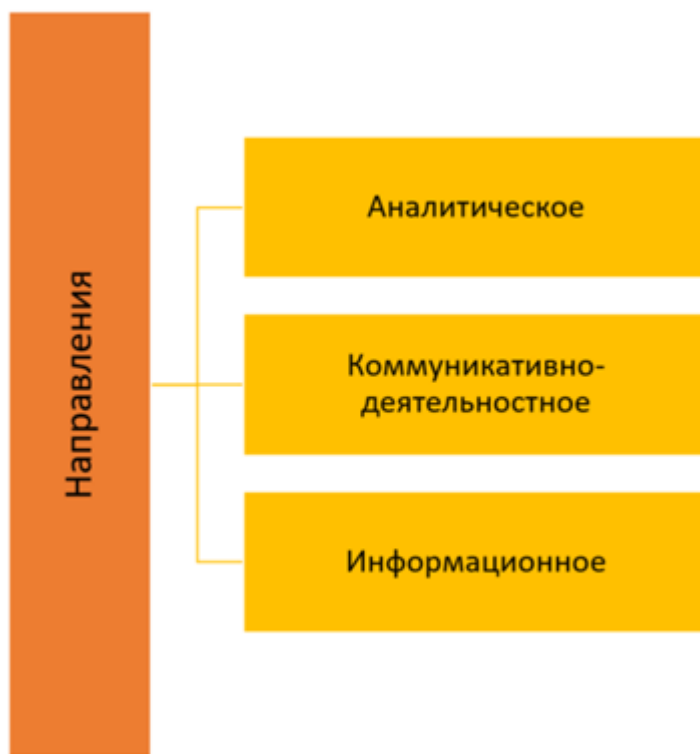 Направления
Аналитическое
Коммуникативно-
деятельностное
Информационное